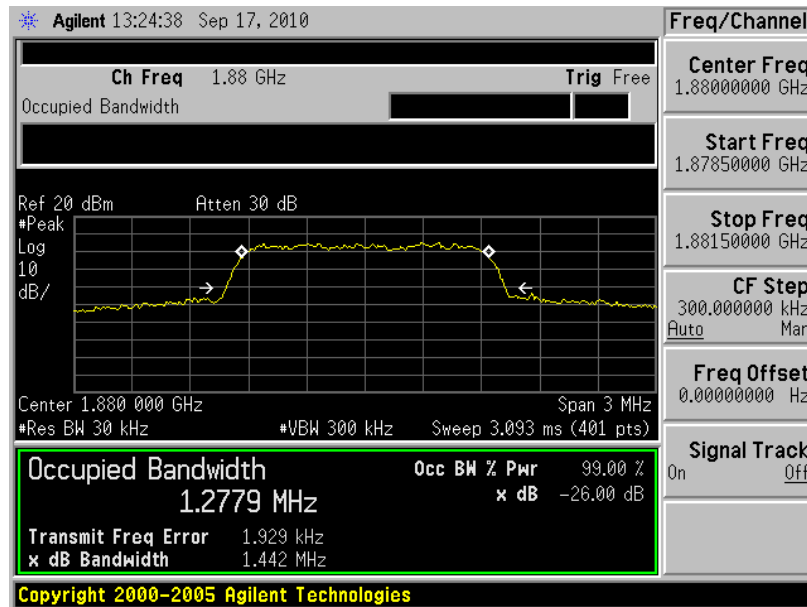 Agilent 13:24:38 Sep 17, 2010
Freq/Channel
Ch Freq 1.88 GHz Trig Free
Occupied Bandwidth
Center Freq
1.88000000 GHz
Start Freq
1.87850000 GHz
Stop Freq
1.88150000 GHz
CF Step
300.000000 kHz
Auto Man
Freq Offset
0.00000000 Hz
Signal Track
On Off
Ref 20 dBm Atten 30 dB
#Peak
Log
10
dB/
Center 1.880 000 GHz Span 3 MHz
#Res BW 30 kHz #VBW 300 kHz Sweep 3.093 ms (401 pts)
Occupied Bandwidth Occ BW % Pwr 99.00 %
1.2779 MHz x dB -26.00 dB
Transmit Freq Error 1.929 kHz
x dB Bandwidth 1.442 MHz
Copyright 2000-2005 Agilent Technologies